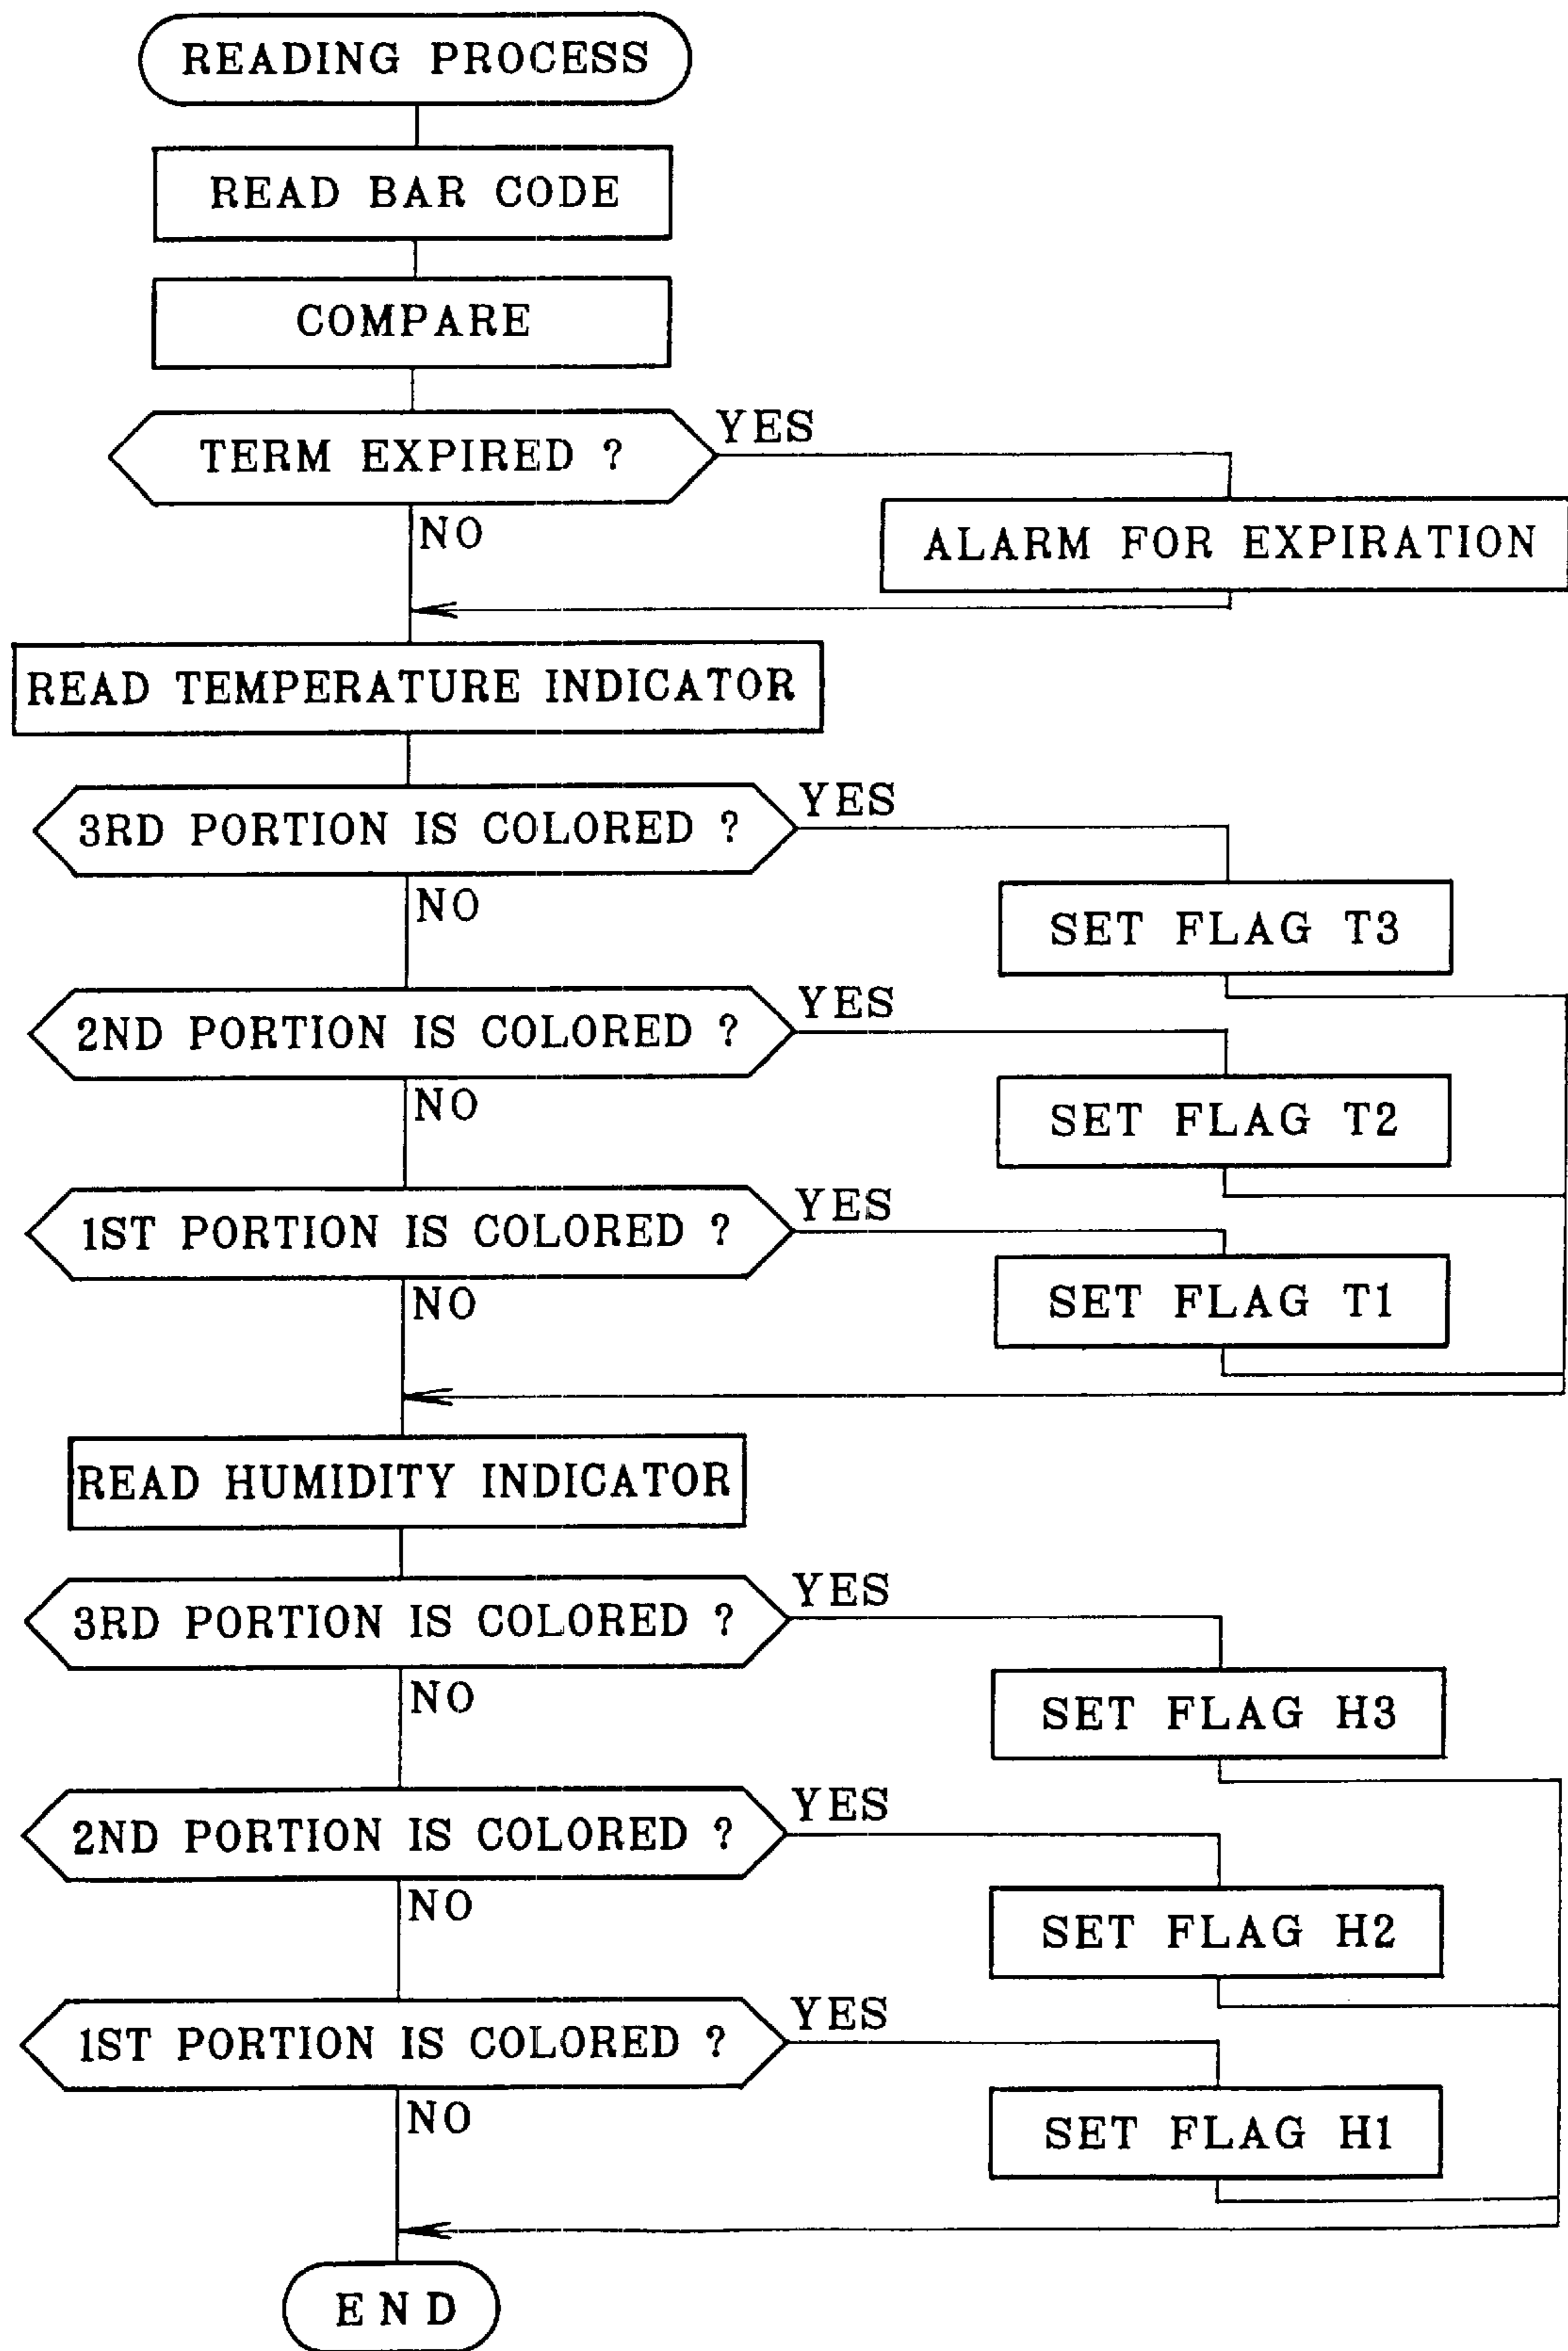 READING PROCESS
READ BAR CODE
COMPARE
TERM EXPIRED ?
YES
NO
ALARM FOR EXPIRATION
READ TEMPERATURE INDICATOR
3RD PORTION IS COLORED ?
YES
NO
SET FLAG T3
2ND PORTION IS COLORED ?
YES
NO
SET FLAG T2
1ST PORTION IS COLORED ?
YES
NO
SET FLAG T1
READ HUMIDITY INDICATOR
3RD PORTION IS COLORED ?
YES
NO
SET FLAG H3
2ND PORTION IS COLORED ?
YES
NO
SET FLAG H2
1ST PORTION IS COLORED ?
YES
NO
SET FLAG H1
END